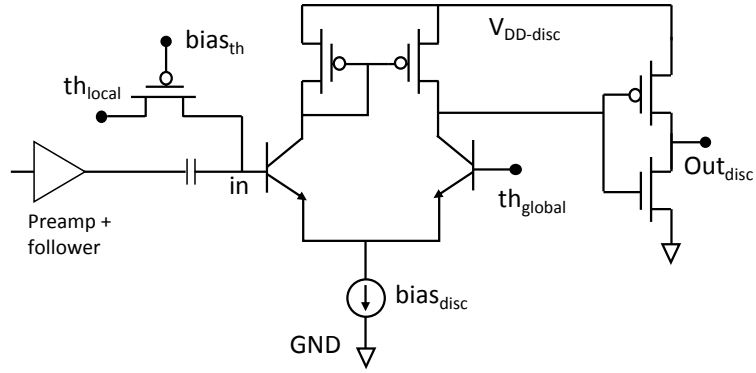 V_DD-disc
bias_th
th_local
in
Preamp +
follower
th_global
Out_disc
bias_disc
GND